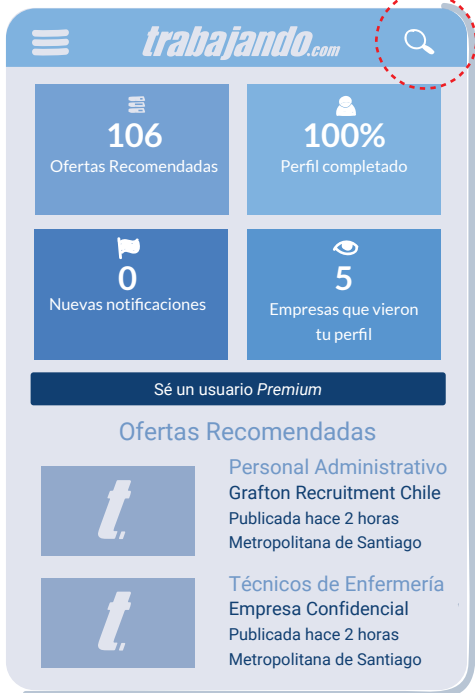 trabajando.com
106
Ofertas Recomendadas
100%
Perfil completado
0
Nuevas notificaciones
5
Empresas que vieron
tu perfil
Sé un usuario Premium
Ofertas Recomendadas
t.
Personal Administrativo
Grafton Recruitment Chile
Publicada hace 2 horas
Metropolitana de Santiago
t.
Técnicos de Enfermería
Empresa Confidencial
Publicada hace 2 horas
Metropolitana de Santiago